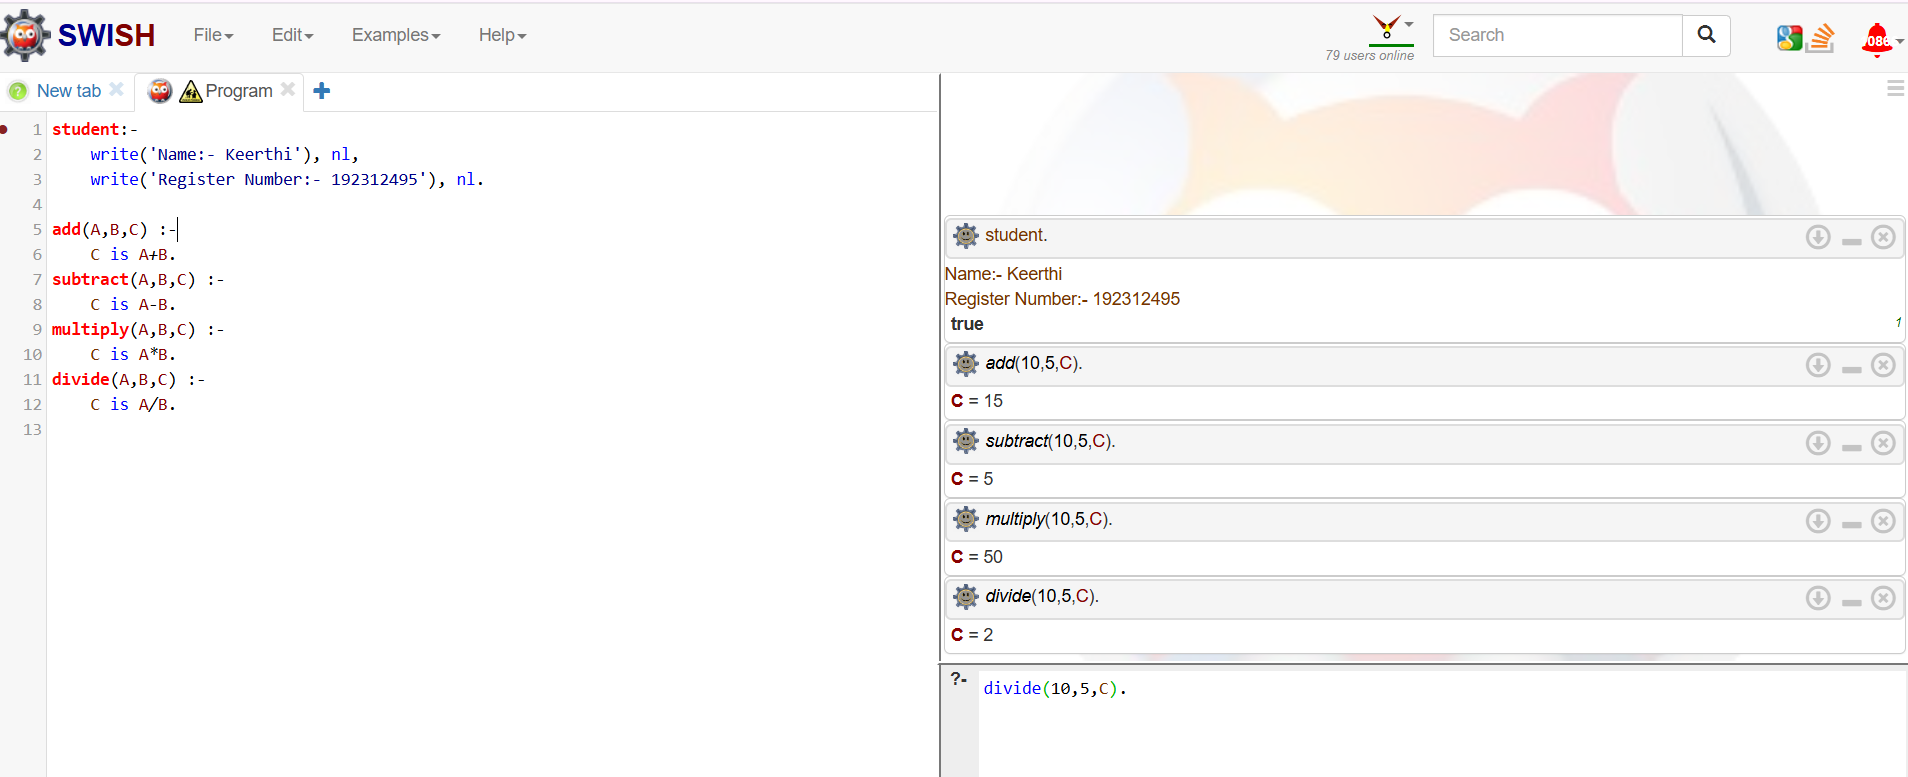 SWISH File Edit Examples Help
79 users online
Search
New tab Program
1 student:-
2 write('Name:- Keerthi'), nl,
3 write('Register Number:- 192312495'), nl.
4
5 add(A,B,C) :-
6 C is A+B.
7 subtract(A,B,C) :-
8 C is A-B.
9 multiply(A,B,C) :-
10 C is A*B.
11 divide(A,B,C) :-
12 C is A/B.
13
student.
Name:- Keerthi
Register Number:- 192312495
true 1
add(10,5,C).
C = 15
subtract(10,5,C).
C = 5
multiply(10,5,C).
C = 50
divide(10,5,C).
C = 2
?- divide(10,5,C).